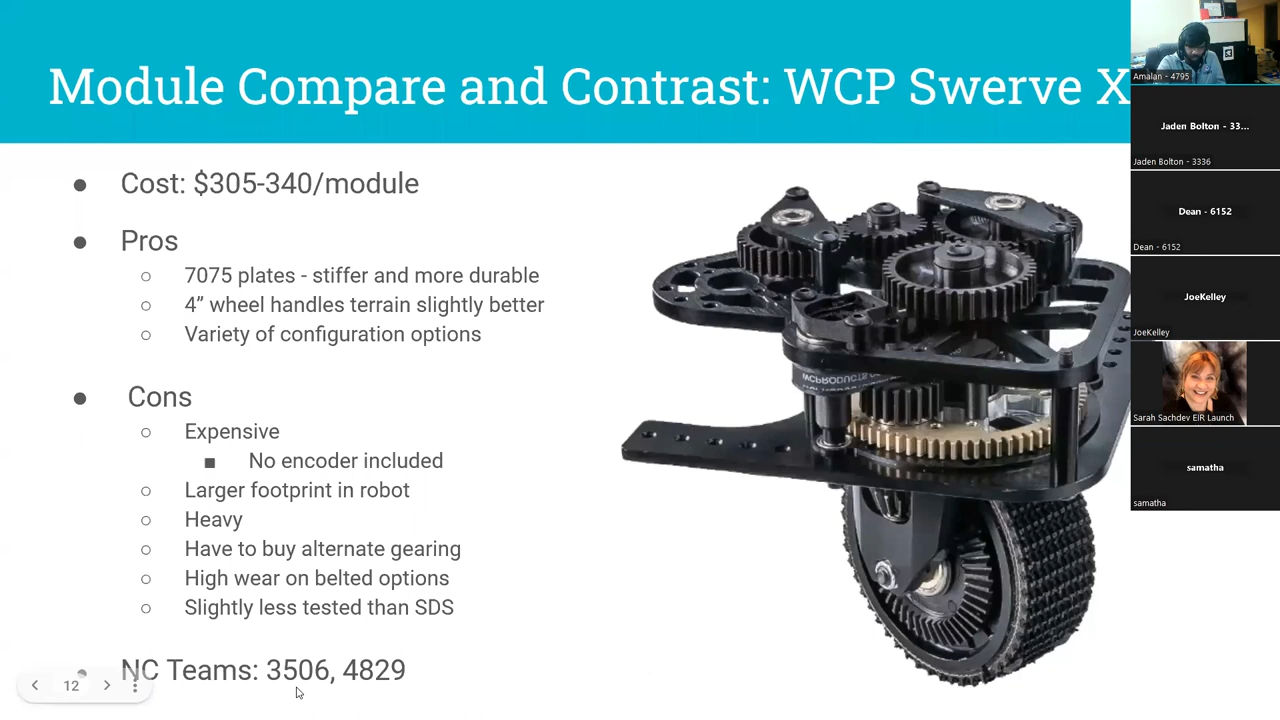 Module Compare and Contrast: WCP Swerve X
Cost: $305-340/module
Pros
7075 plates - stiffer and more durable
4” wheel handles terrain slightly better
Variety of configuration options
Cons
Expensive
No encoder included
Larger footprint in robot
Heavy
Have to buy alternate gearing
High wear on belted options
Slightly less tested than SDS
NC Teams: 3506, 4829
12
Amalan - 4795
Jaden Bolton - 33...
Jaden Bolton - 3336
Dean - 6152
Dean - 6152
JoeKelley
JoeKelley
Sarah Sachdev EIR Launch
samatha
samatha